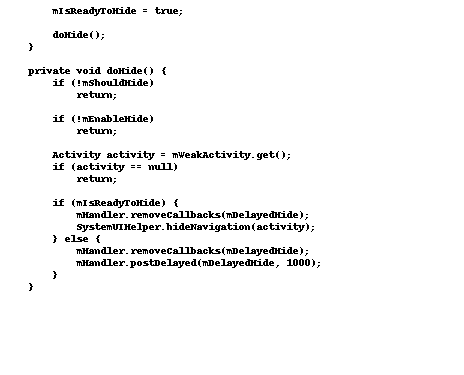 mIsReadyToHide = true;
doHide();
}
private void doHide() {
if (!mShouldHide)
return;
if (!mEnableHide)
return;
Activity activity = mWeakActivity.get();
if (activity == null)
return;
if (mIsReadyToHide) {
mHandler.removeCallbacks(mDelayedHide);
SystemUIHelper.hideNavigation(activity);
} else {
mHandler.removeCallbacks(mDelayedHide);
mHandler.postDelayed(mDelayedHide, 1000);
}
}